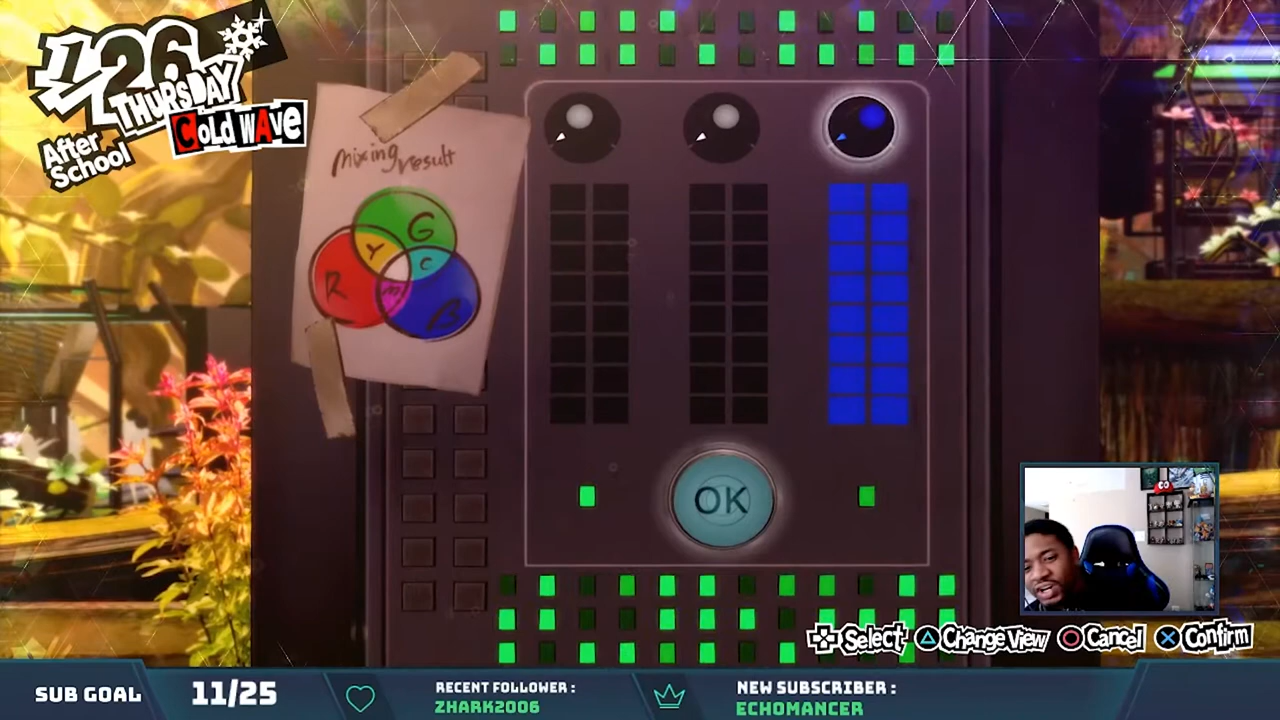 1/26
THURSDAY
Cold wAve
After School
mixing result
G
Y
C
R
m
B
OK
Select
Change View
Cancel
Confirm
SUB GOAL
11/25
RECENT FOLLOWER :
ZHARK2006
NEW SUBSCRIBER :
ECHOMANCER